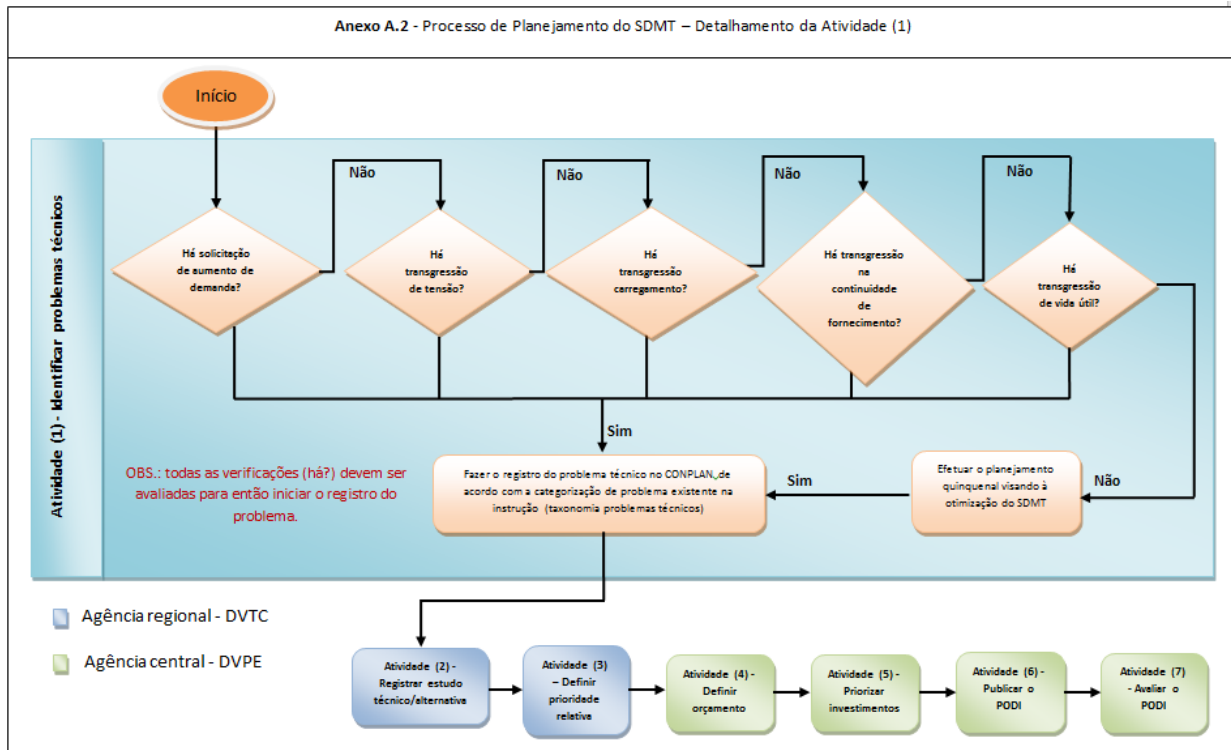 Anexo A.2 - Processo de Planejamento do SDMT – Detalhamento da Atividade (1)
Início
Atividade (1) - Identificar problemas técnicos
Não
Não
Não
Não
Há solicitação
de aumento de
demanda?
Há
transgressão
de tensão?
Há
transgressão
carregamento?
Há transgressão
na
continuidade
de
fornecimento?
Há
transgressão
de vida útil?
Sim
OBS.: todas as verificações (há?) devem ser
avaliadas para então iniciar o registro do
problema.
Fazer o registro do problema técnico no CONPLAN, de
acordo com a categorização de problema existente na
instrução (taxonomia problemas técnicos)
Sim
Efetuar o planejamento
quinquenal visando à
otimização do SDMT
Não
Agência regional - DVTC
Agência central - DVPE
Atividade (2) -
Registrar estudo
técnico/alternativa
Atividade (3)
– Definir
prioridade
relativa
Atividade (4) -
Definir
orçamento
Atividade (5) -
Priorizar
investimentos
Atividade (6) -
Publicar o
PODI
Atividade (7)
- Avaliar o
PODI